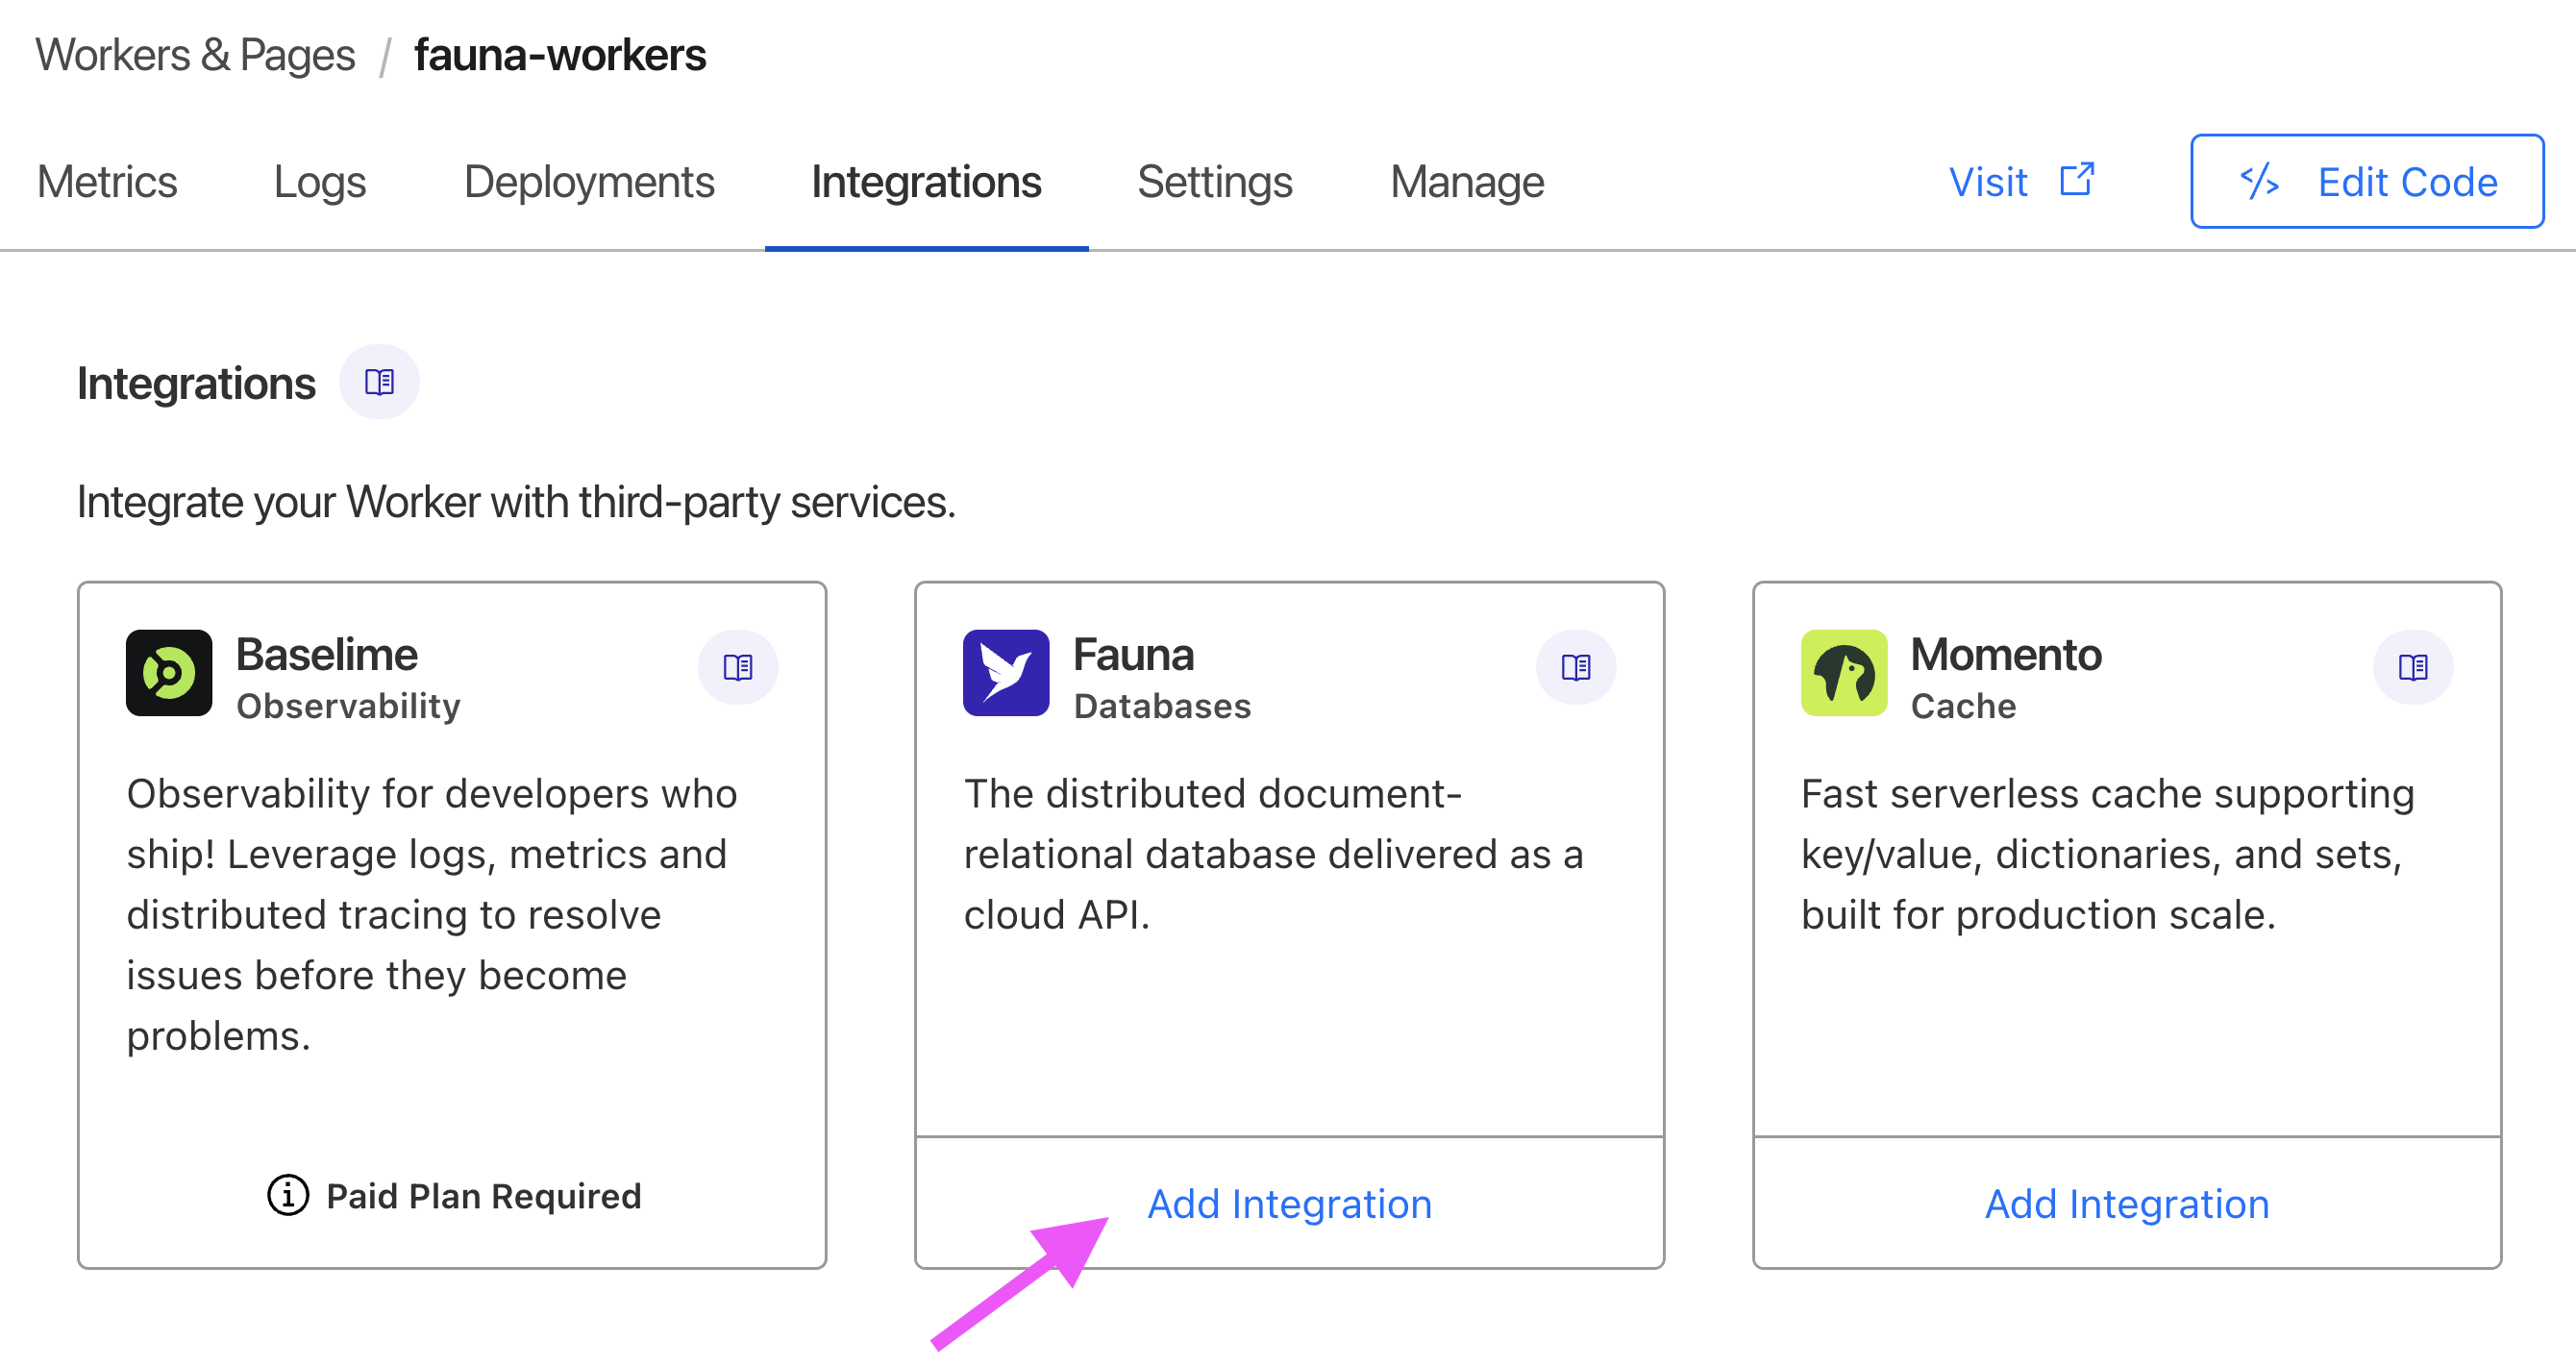 Workers & Pages / fauna-workers
Metrics Logs Deployments Integrations Settings Manage Visit </> Edit Code
Integrations
Integrate your Worker with third-party services.
Baselime
Observability
Observability for developers who
ship! Leverage logs, metrics and
distributed tracing to resolve
issues before they become
problems.
Paid Plan Required
Fauna
Databases
The distributed document-
relational database delivered as a
cloud API.
Add Integration
Momento
Cache
Fast serverless cache supporting
key/value, dictionaries, and sets,
built for production scale.
Add Integration